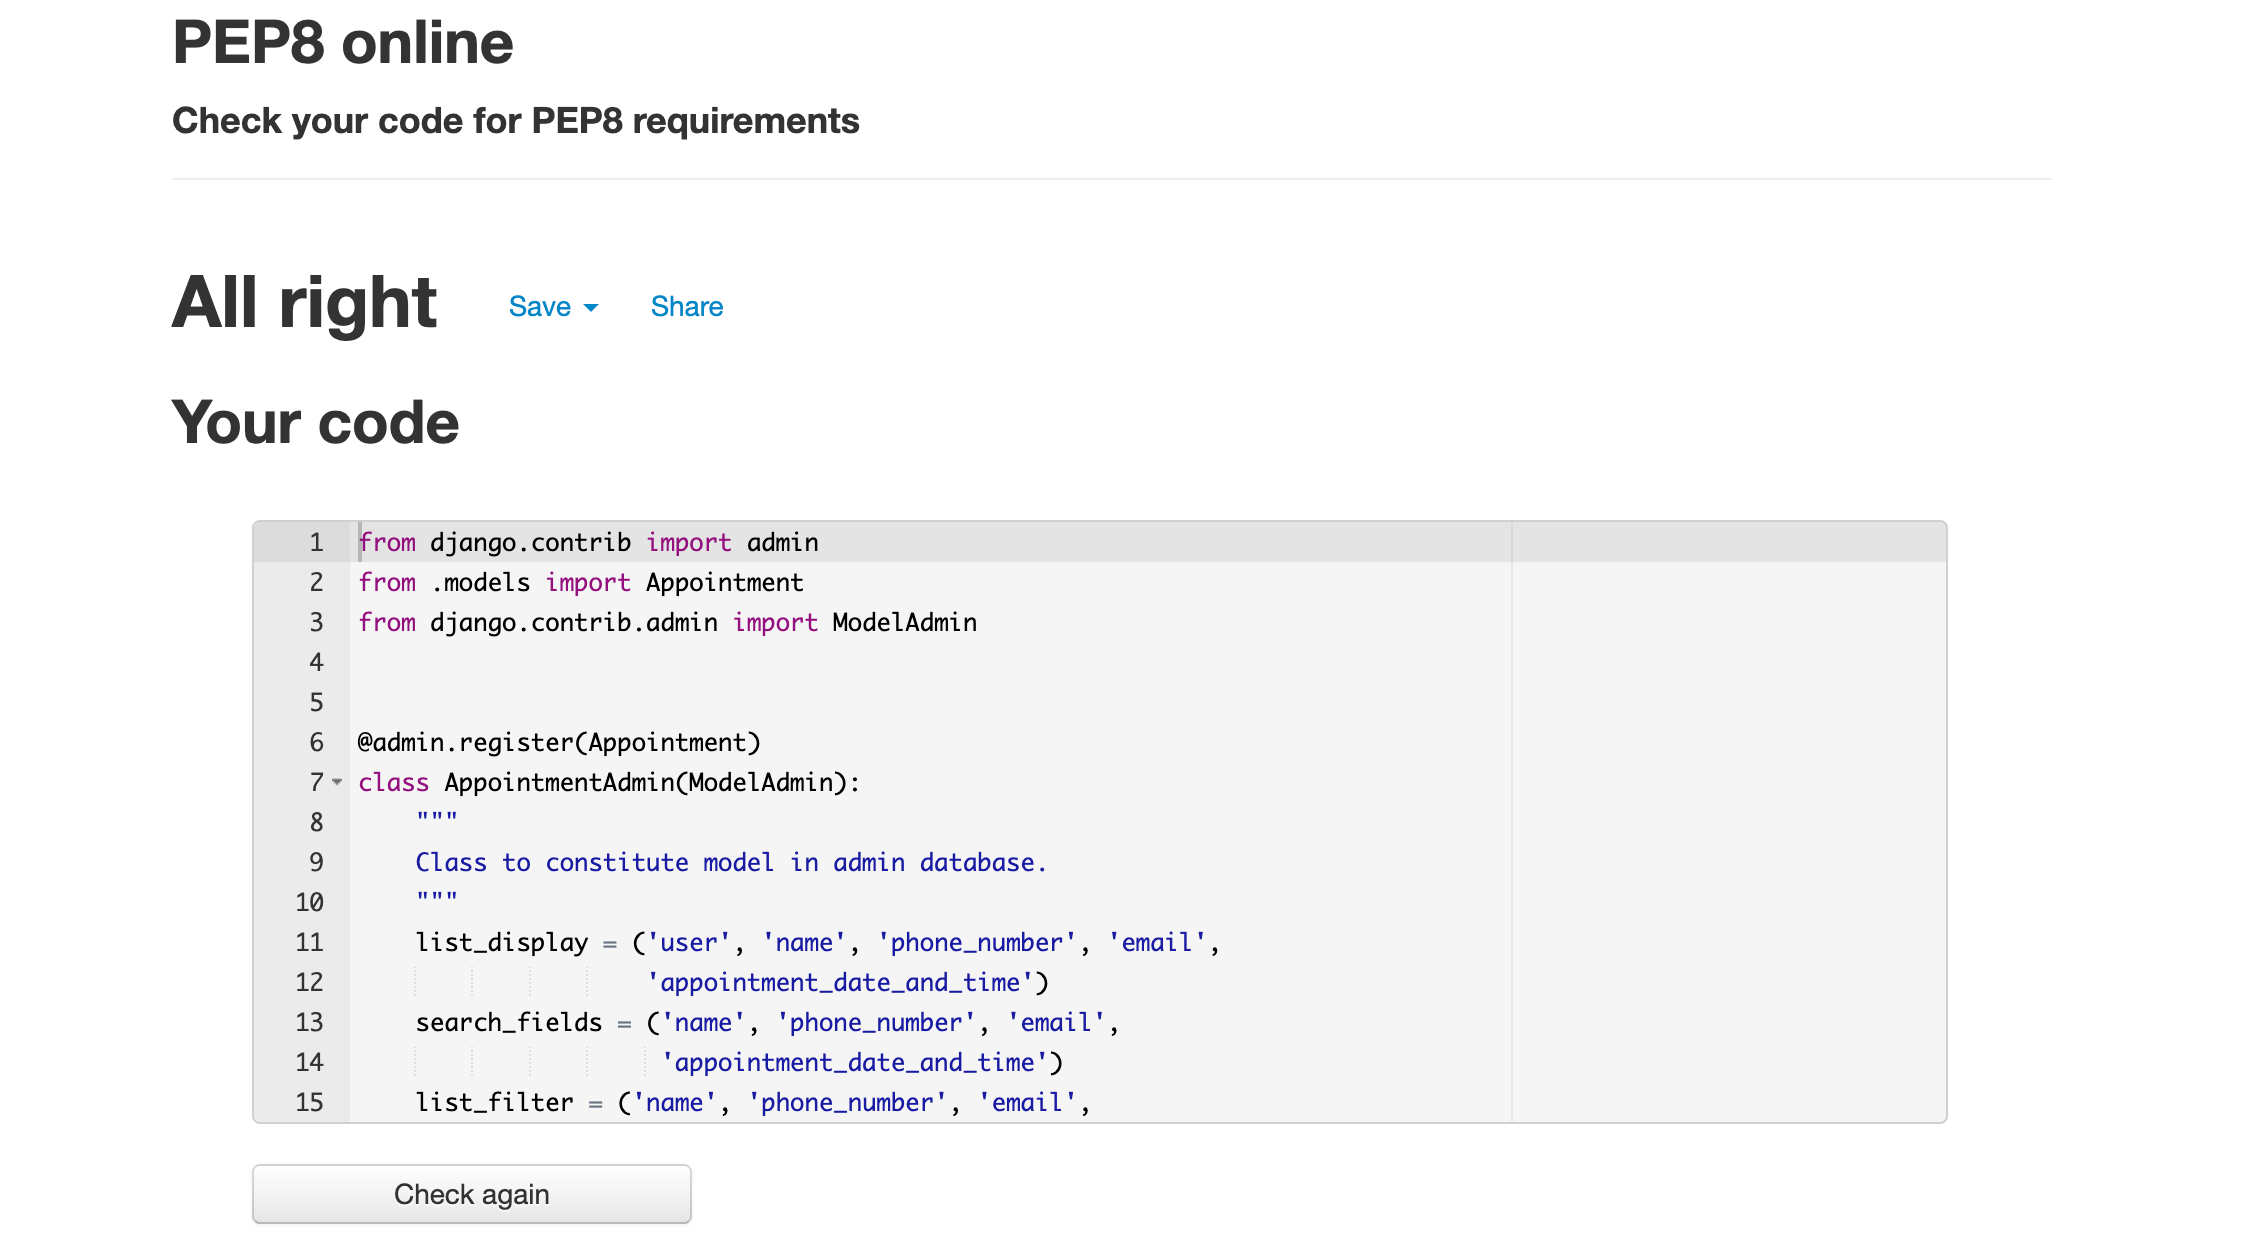 PEP8 online
Check your code for PEP8 requirements
All right Save Share
Your code
1 from django.contrib import admin
2 from .models import Appointment
3 from django.contrib.admin import ModelAdmin
4
5
6 @admin.register(Appointment)
7 class AppointmentAdmin(ModelAdmin):
8     """
9     Class to constitute model in admin database.
10     """
11     list_display = ('user', 'name', 'phone_number', 'email',
12                     'appointment_date_and_time')
13     search_fields = ('name', 'phone_number', 'email',
14                      'appointment_date_and_time')
15     list_filter = ('name', 'phone_number', 'email',
Check again